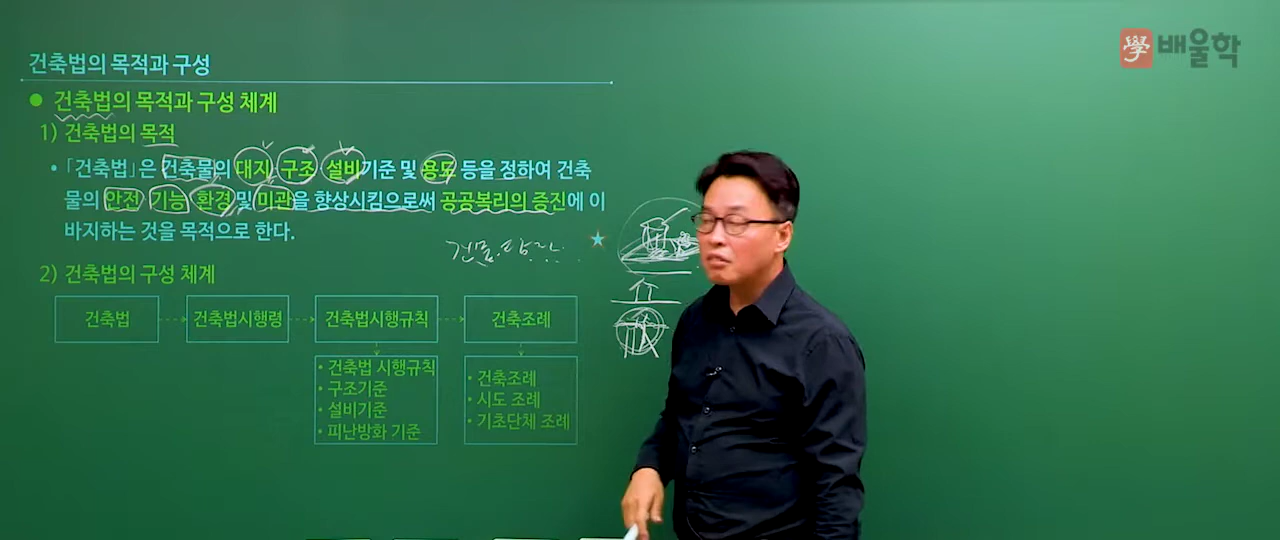 건축법의 목적과 구성
學 배울학
건축법의 목적과 구성 체계
1) 건축법의 목적
• 「건축법」은 건축물의 대지, 구조, 설비기준 및 용도 등을 정하여 건축
물의 안전, 기능, 환경 및 미관을 향상시킴으로써 공공복리의 증진에 이
바지하는 것을 목적으로 한다.
2) 건축법의 구성 체계
건축법
건축법시행령
건축법시행규칙
건축조례
• 건축법 시행규칙
• 구조기준
• 설비기준
• 피난방화 기준
• 건축조례
• 시도 조례
• 기초단체 조례